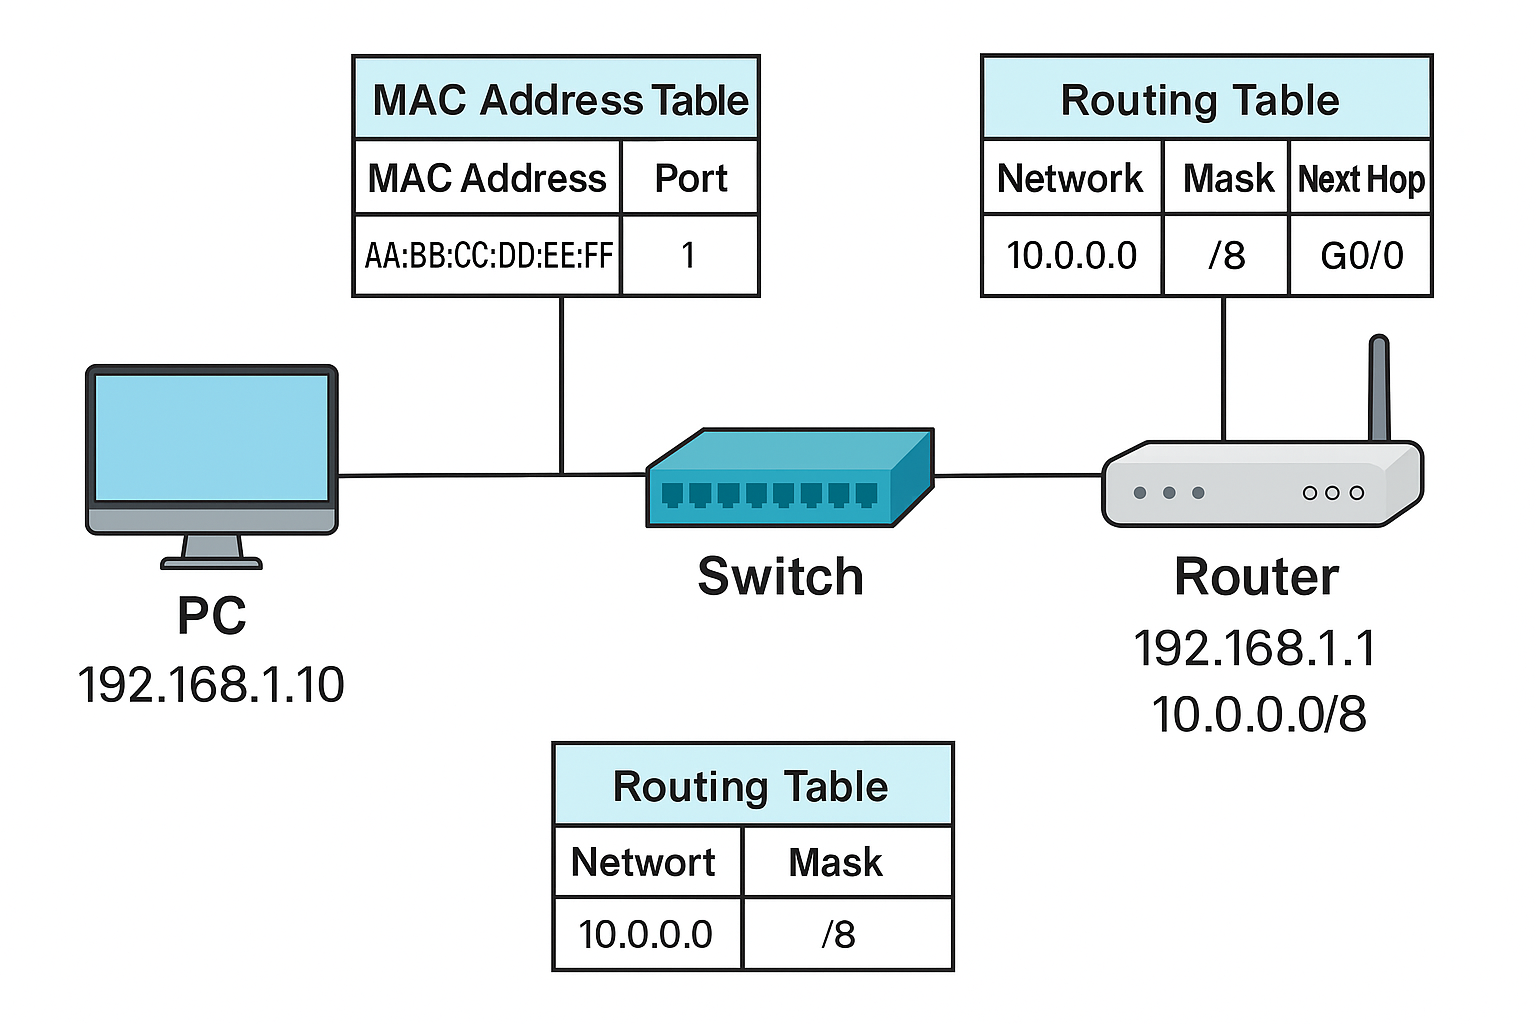 MAC Address Table
MAC Address Port
AA:BB:CC:DD:EE:FF 1
Routing Table
Network Mask Next Hop
10.0.0.0 /8 G0/0
PC
192.168.1.10
Switch
Router
192.168.1.1
10.0.0.0/8
Routing Table
Networt Mask
10.0.0.0 /8